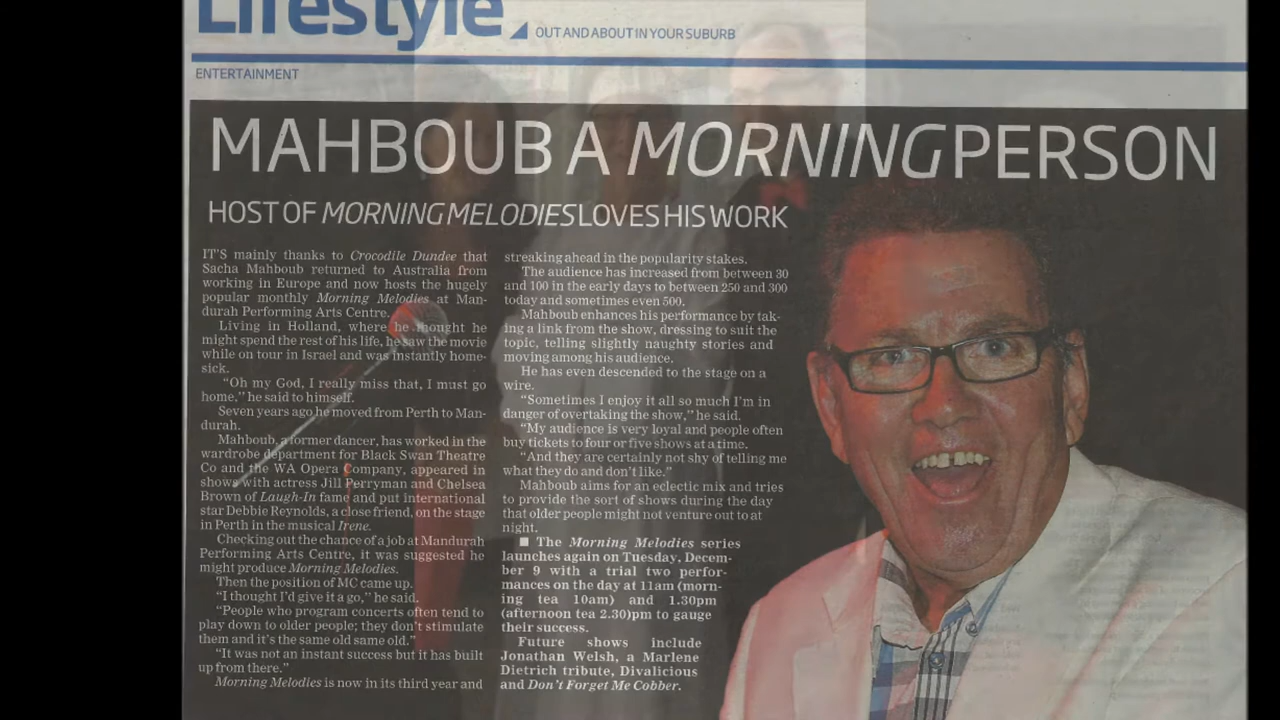 Lifestyle
OUT AND ABOUT IN YOUR SUBURB
ENTERTAINMENT
MAHBOUB A MORNING PERSON
HOST OF MORNING MELODIES LOVES HIS WORK
IT'S mainly thanks to Crocodile Dundee that
Sacha Mahboub returned to Australia from
working in Europe and now hosts the hugely
popular monthly Morning Melodies at Man-
durah Performing Arts Centre.
Living in Holland, where he thought he
might spend the rest of his life, he saw the movie
while on tour in Israel and was instantly home-
sick.
"Oh my God, I really miss that, I must go
home," he said to himself.
Seven years ago he moved from Perth to Man-
durah.
Mahboub, a former dancer, has worked in the
wardrobe department for Black Swan Theatre
Co and the WA Opera Company, appeared in
shows with actress Jill Perryman and Chelsea
Brown of Laugh-In fame and put international
star Debbie Reynolds, a close friend, on the stage
in Perth in the musical Irene.
Checking out the chance of a job at Mandurah
Performing Arts Centre, it was suggested he
might produce Morning Melodies.
Then the position of MC came up.
"I thought I'd give it a go," he said.
"People who program concerts often tend to
play down to older people; they don't stimulate
them and it's the same old same old."
"It was not an instant success but it has built
up from there."
Morning Melodies is now in its third year and
streaking ahead in the popularity stakes.
The audience has increased from between 30
and 100 in the early days to between 250 and 300
today and sometimes even 500.
Mahboub enhances his performance by tak-
ing a link from the show, dressing to suit the
topic, telling slightly naughty stories and
moving among his audience.
He has even descended to the stage on a
wire.
"Sometimes I enjoy it all so much I'm in
danger of overtaking the show," he said.
"My audience is very loyal and people often
buy tickets to four or five shows at a time.
"And they are certainly not shy of telling me
what they do and don't like."
Mahboub aims for an eclectic mix and tries
to provide the sort of shows during the day
that older people might not venture out to at
night.
■ The Morning Melodies series
launches again on Tuesday, Decem-
ber 9 with a trial two perfor-
mances on the day at 11am (morn-
ing tea 10am) and 1.30pm
(afternoon tea 2.30)pm to gauge
their success.
Future shows include
Jonathan Welsh, a Marlene
Dietrich tribute, Divalicious
and Don't Forget Me Cobber.